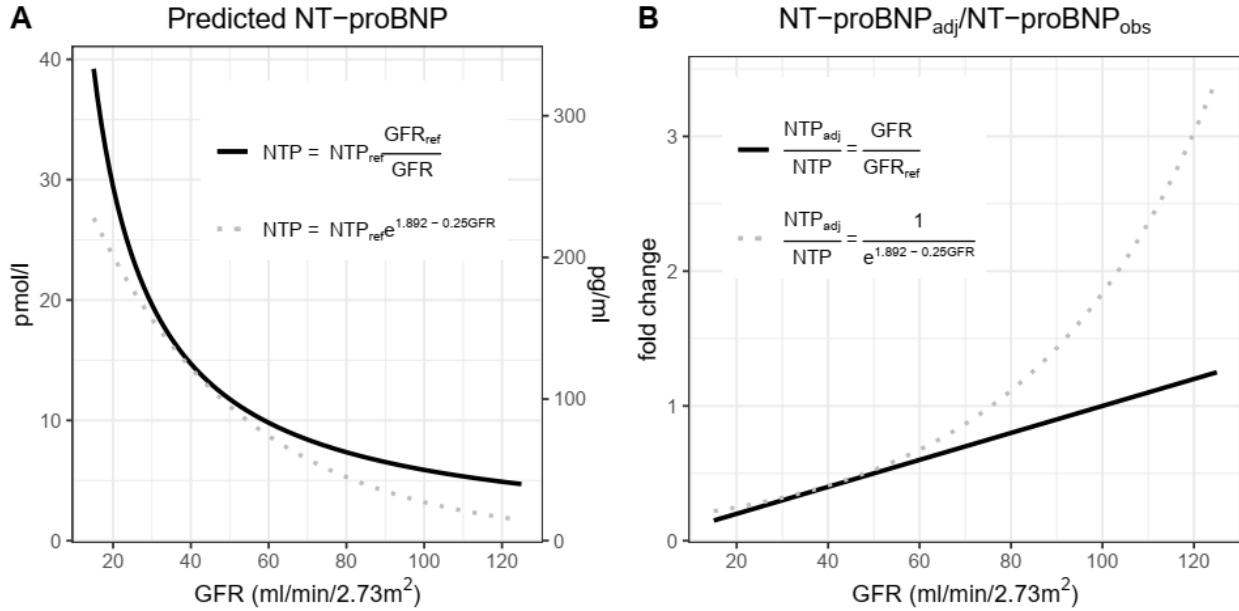 A Predicted NT−proBNP
40
30
20
10
0
pmol/l
300
200
100
0
pg/ml
NTP = NTPref GFRref / GFR
NTP = NTPrefe1.892 − 0.25GFR
20 40 60 80 100 120
GFR (ml/min/2.73m2)
B NT−proBNPadj/NT−proBNPobs
3
2
1
0
fold change
NTPadj / NTP = GFR / GFRref
NTPadj / NTP = 1 / e1.892 − 0.25GFR
20 40 60 80 100 120
GFR (ml/min/2.73m2)